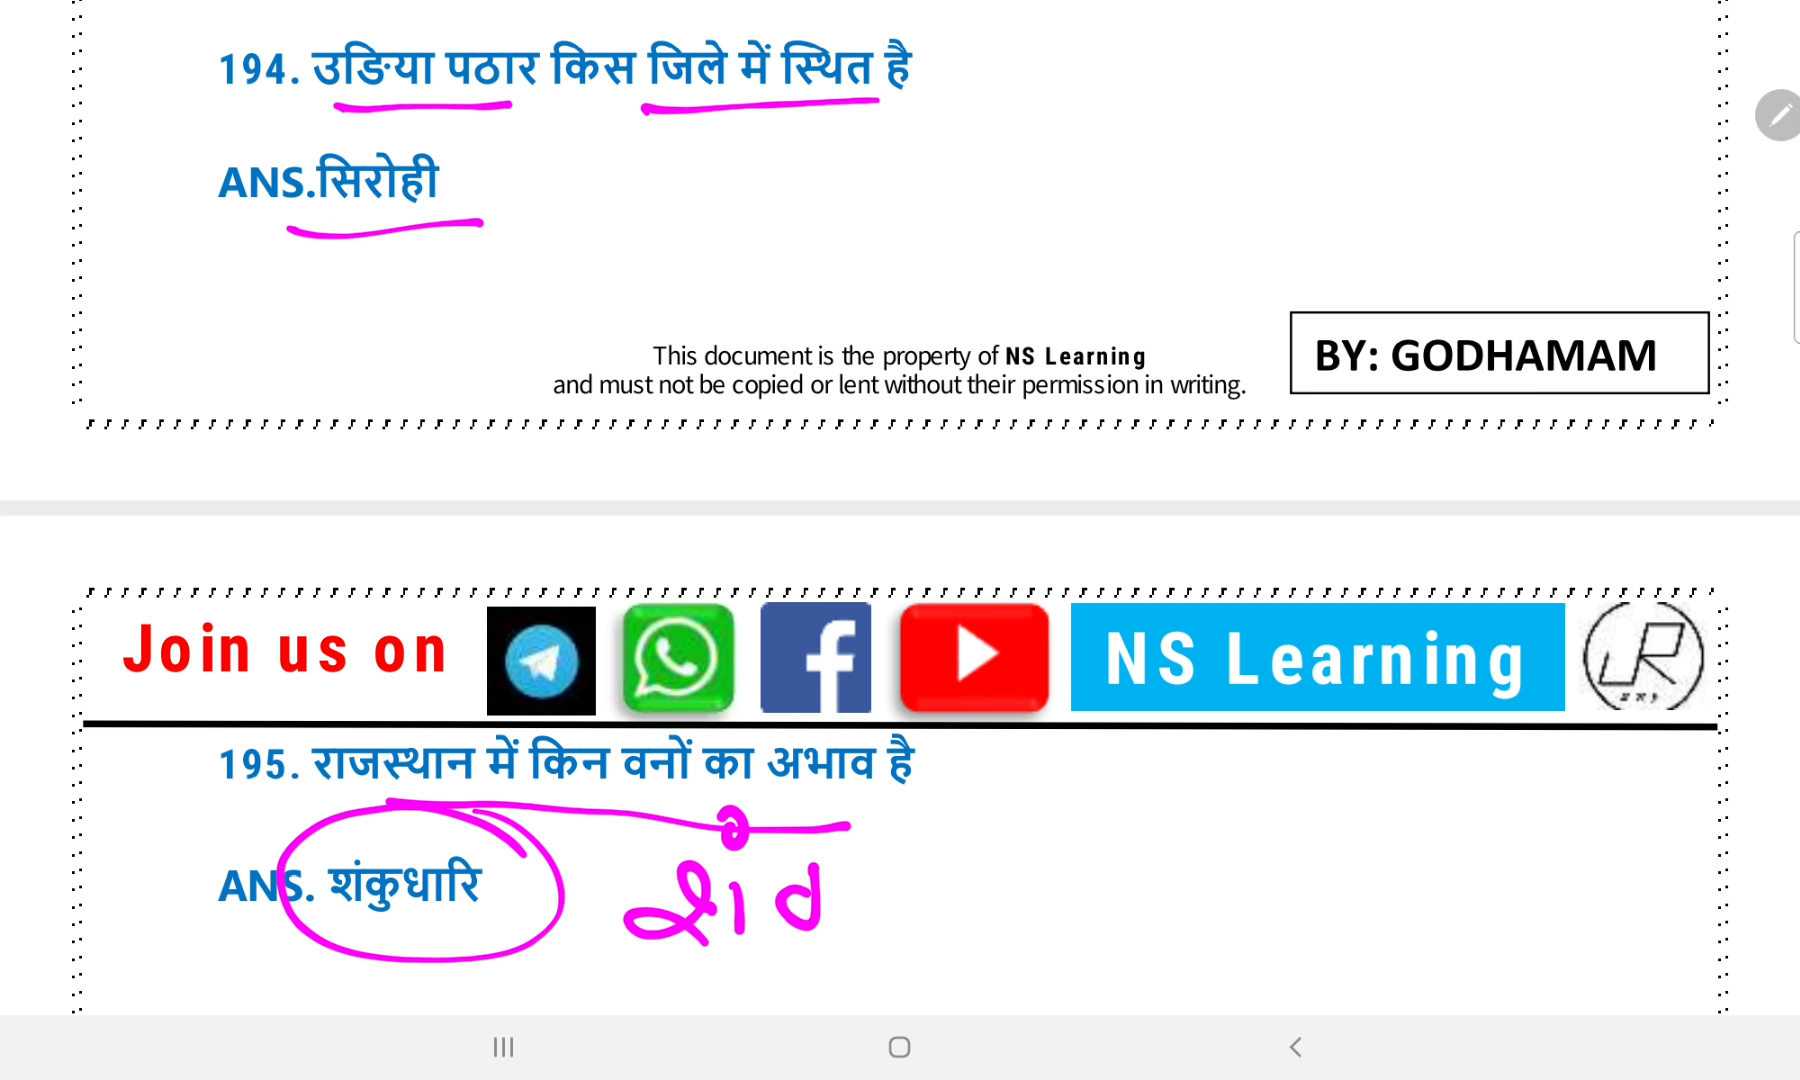 194. उङिया पठार किस जिले में स्थित है
ANS.सिरोही
This document is the property of NS Learning
and must not be copied or lent without their permission in writing.
BY: GODHAMAM
Join us on
NS Learning
195. राजस्थान में किन वनों का अभाव है
ANS. शंकुधारि